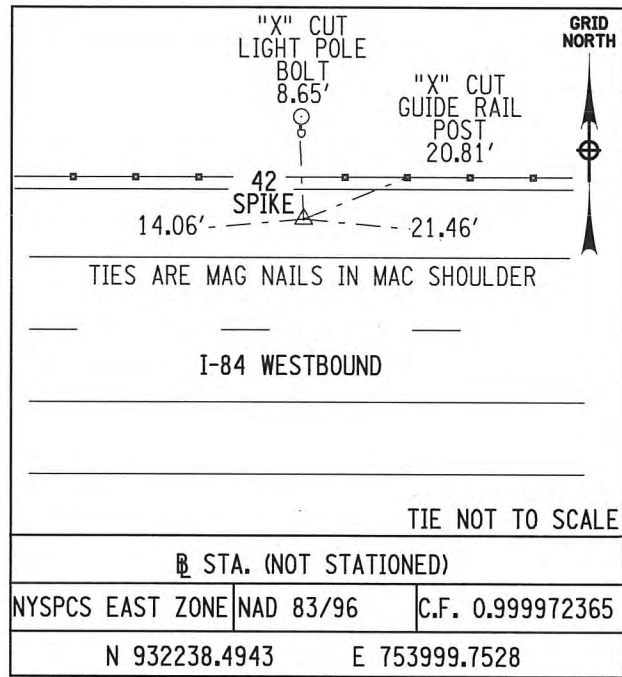 "X" CUT
LIGHT POLE
BOLT
8.65'
GRID
NORTH
"X" CUT
GUIDE RAIL
POST
20.81'
42
SPIKE
14.06'
21.46'
TIES ARE MAG NAILS IN MAC SHOULDER
I-84 WESTBOUND
TIE NOT TO SCALE
BL STA. (NOT STATIONED)
NYSPCS EAST ZONE NAD 83/96 C.F. 0.999972365
N 932238.4943 E 753999.7528